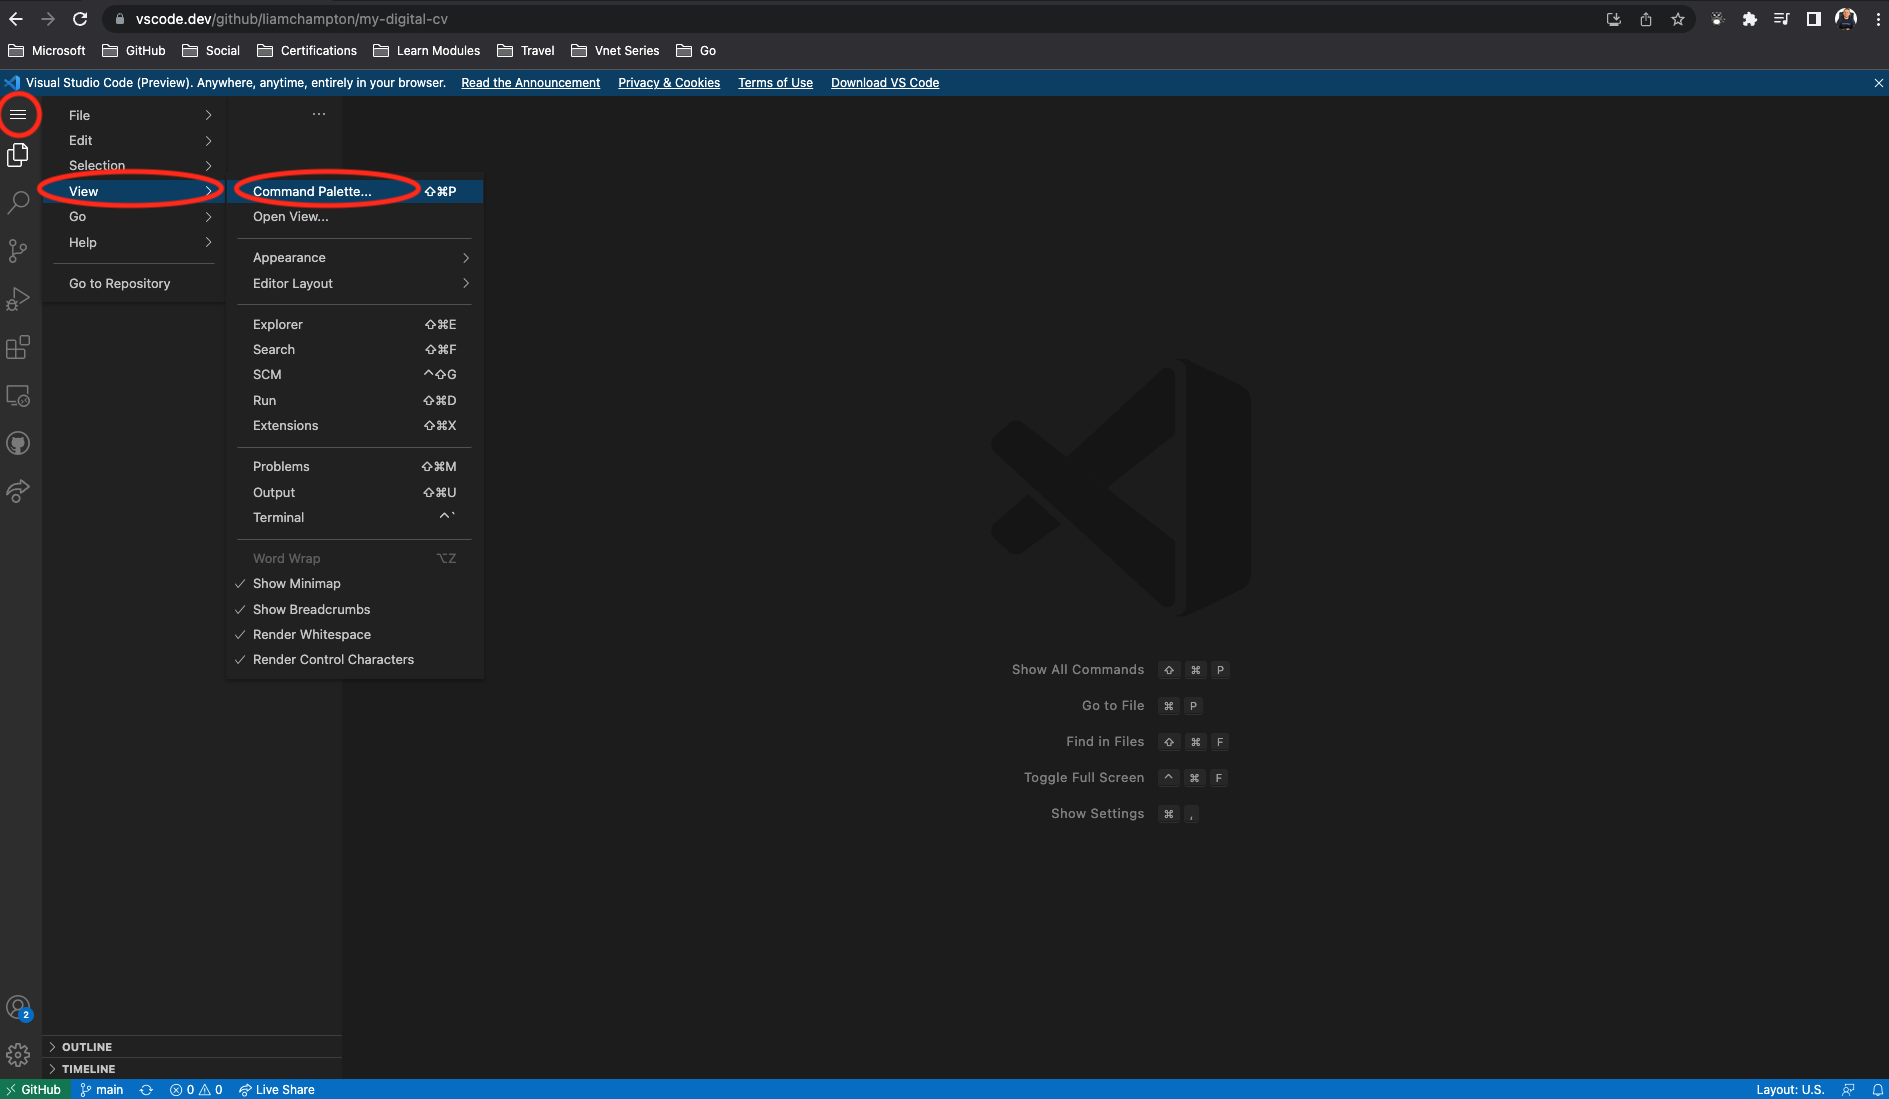 vscode.dev/github/liamchampton/my-digital-cv
Microsoft GitHub Social Certifications Learn Modules Travel Vnet Series Go
Visual Studio Code (Preview). Anywhere, anytime, entirely in your browser. Read the Announcement Privacy & Cookies Terms of Use Download VS Code
File
Edit
Selection
View
Go
Help
Go to Repository
Command Palette... ⇧⌘P
Open View...
Appearance
Editor Layout
Explorer ⇧⌘E
Search ⇧⌘F
SCM ^⇧G
Run ⇧⌘D
Extensions ⇧⌘X
Problems ⇧⌘M
Output ⇧⌘U
Terminal ^`
Word Wrap ⌥Z
Show Minimap
Show Breadcrumbs
Render Whitespace
Render Control Characters
Show All Commands ⇧ ⌘ P
Go to File ⌘ P
Find in Files ⇧ ⌘ F
Toggle Full Screen ^ ⌘ F
Show Settings ⌘ ,
2
OUTLINE
TIMELINE
GitHub main 0 0 Live Share Layout: U.S.